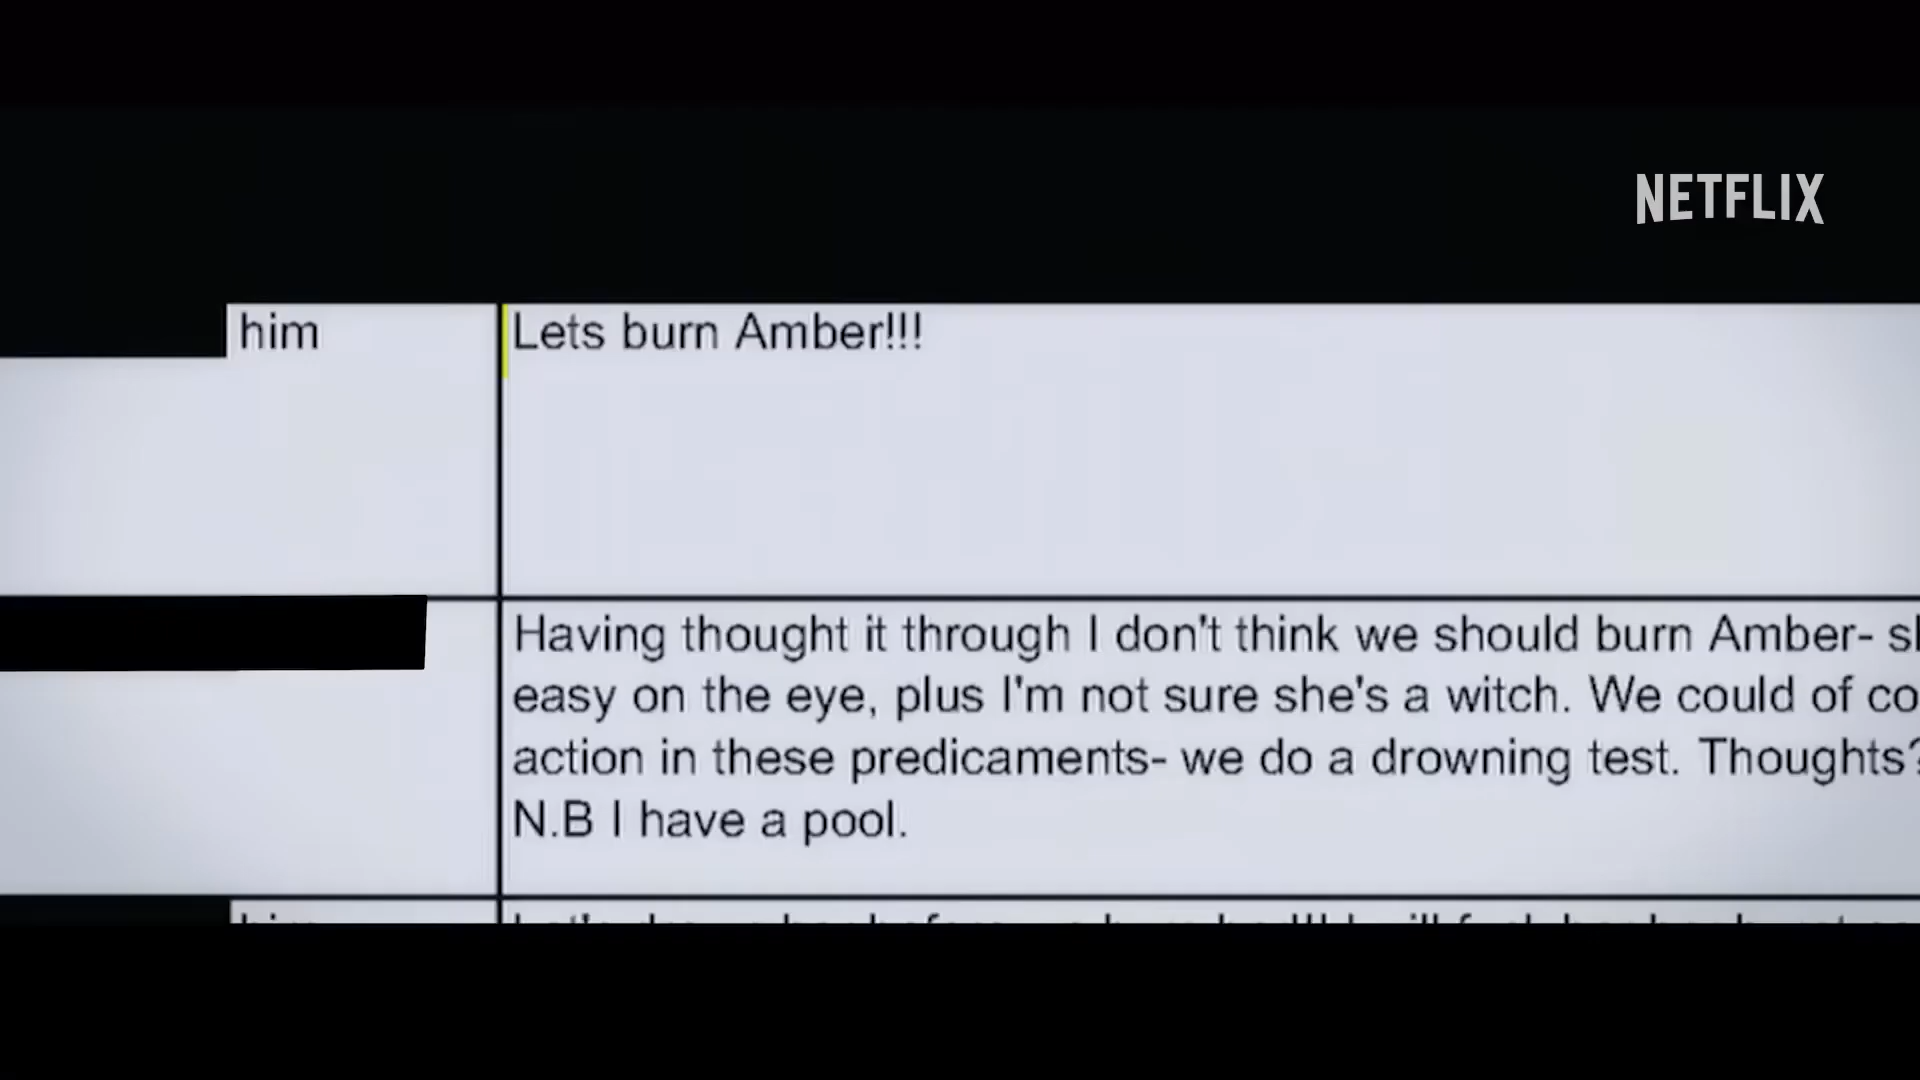 NETFLIX
him
Lets burn Amber!!!
Having thought it through I don't think we should burn Amber-
easy on the eye, plus I'm not sure she's a witch. We could of
action in these predicaments- we do a drowning test. Thoughts?
N.B I have a pool.